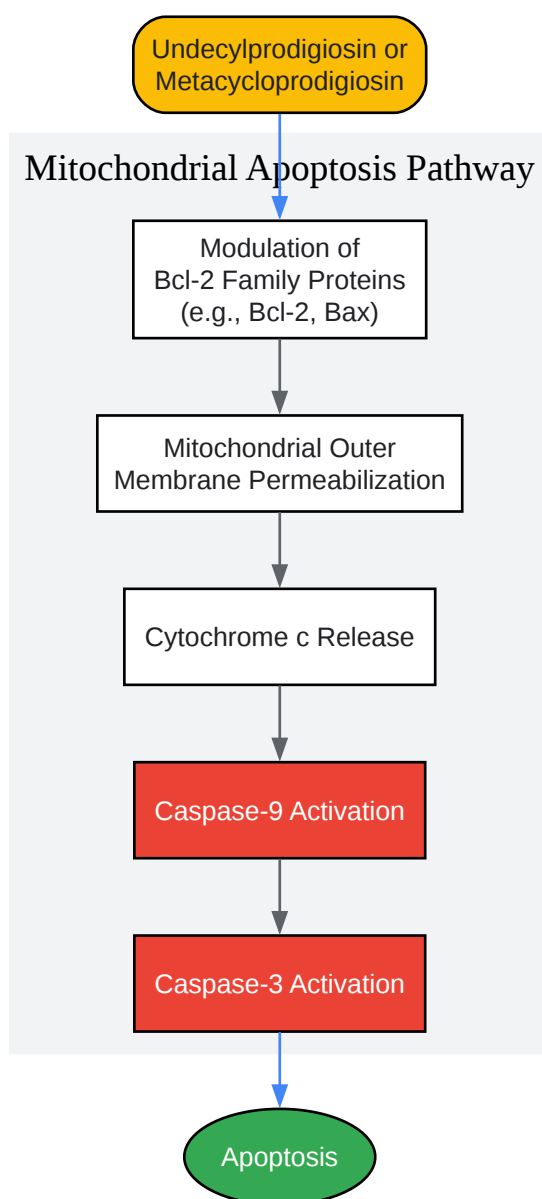 Undecylprodigiosin or
Metacycloprodigiosin
Mitochondrial Apoptosis Pathway
Modulation of
Bcl-2 Family Proteins
(e.g., Bcl-2, Bax)
Mitochondrial Outer
Membrane Permeabilization
Cytochrome c Release
Caspase-9 Activation
Caspase-3 Activation
Apoptosis